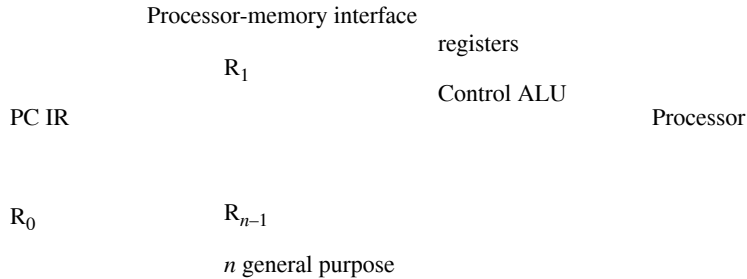 Processor-memory interface
registers
R1
Control ALU
PC IR
Processor
R0
Rn–1
n general purpose